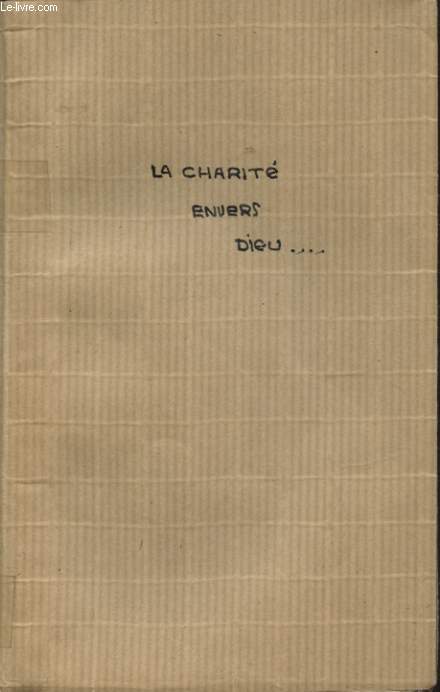 Le-livre.com
LA CHARITÉ
ENVERS
DIEU ....